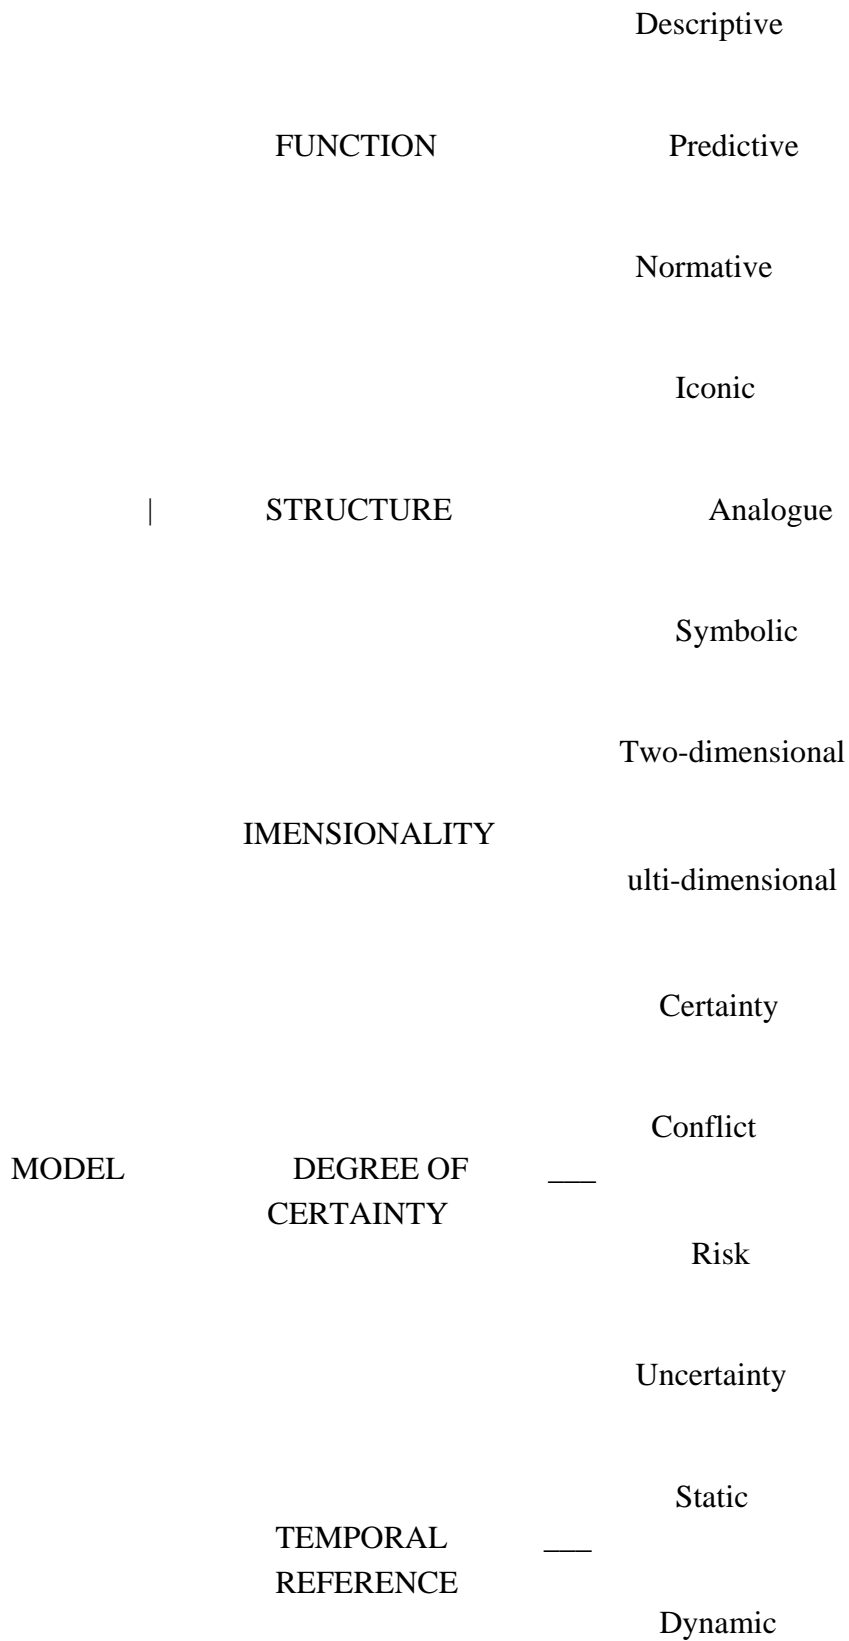 Descriptive
FUNCTION Predictive
Normative
Iconic
| STRUCTURE Analogue
Symbolic
Two-dimensional
IMENSIONALITY
ulti-dimensional
Certainty
Conflict
MODEL DEGREE OF ___
CERTAINTY
Risk
Uncertainty
Static
TEMPORAL ___
REFERENCE
Dynamic